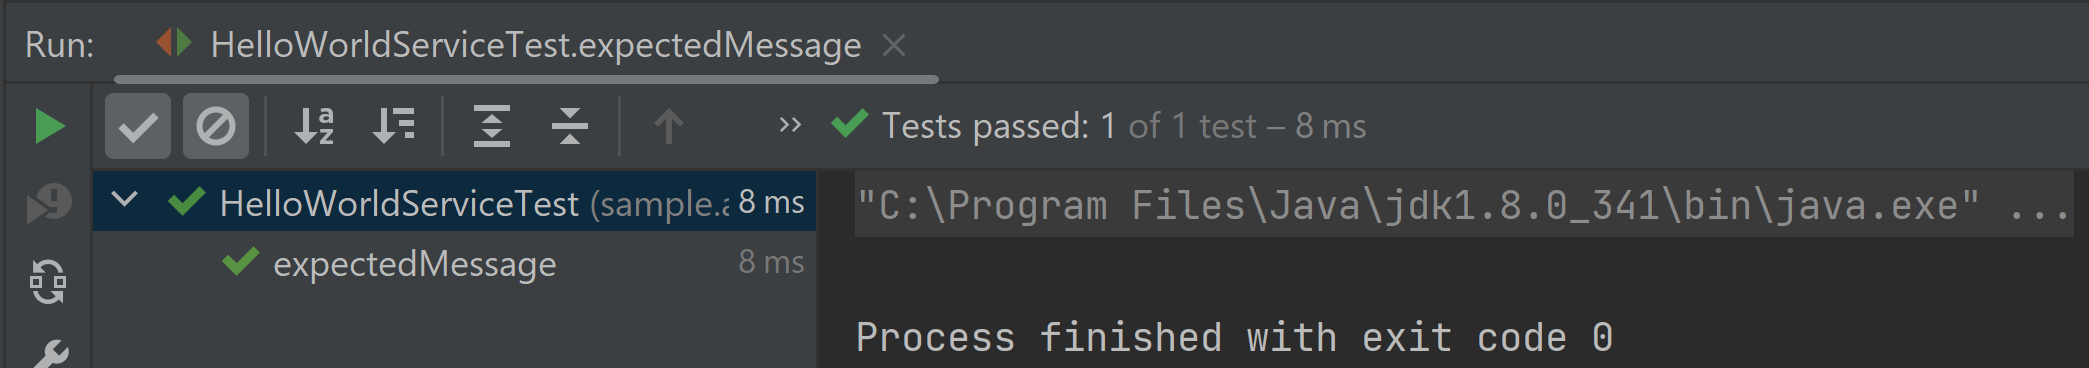 Run: HelloWorldServiceTest.expectedMessage
Tests passed: 1 of 1 test – 8 ms
HelloWorldServiceTest (sample.a 8 ms
expectedMessage 8 ms
"C:\Program Files\Java\jdk1.8.0_341\bin\java.exe" ...
Process finished with exit code 0